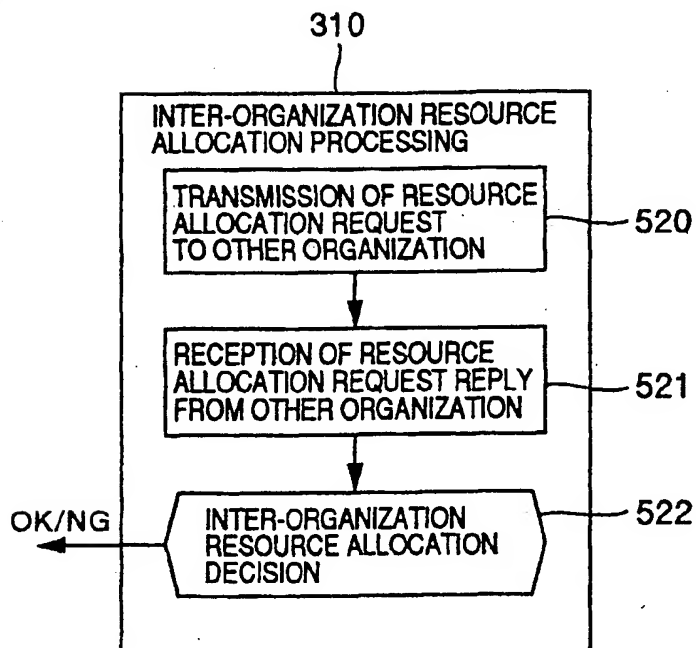 310
INTER-ORGANIZATION RESOURCE
ALLOCATION PROCESSING
TRANSMISSION OF RESOURCE
ALLOCATION REQUEST
TO OTHER ORGANIZATION
520
RECEPTION OF RESOURCE
ALLOCATION REQUEST REPLY
FROM OTHER ORGANIZATION
521
OK/NG
INTER-ORGANIZATION
RESOURCE ALLOCATION
DECISION
522